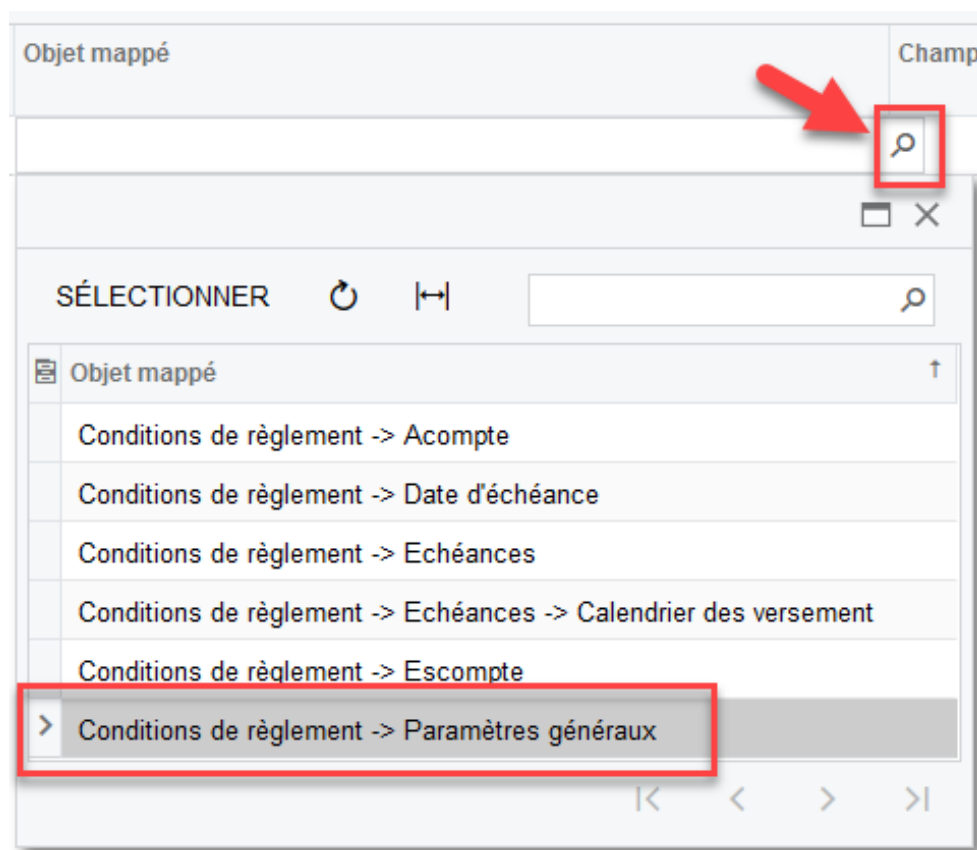 Objet mappé Champ
SÉLECTIONNER
Objet mappé
Conditions de règlement -> Acompte
Conditions de règlement -> Date d'échéance
Conditions de règlement -> Echéances
Conditions de règlement -> Echéances -> Calendrier des versement
Conditions de règlement -> Escompte
Conditions de règlement -> Paramètres généraux